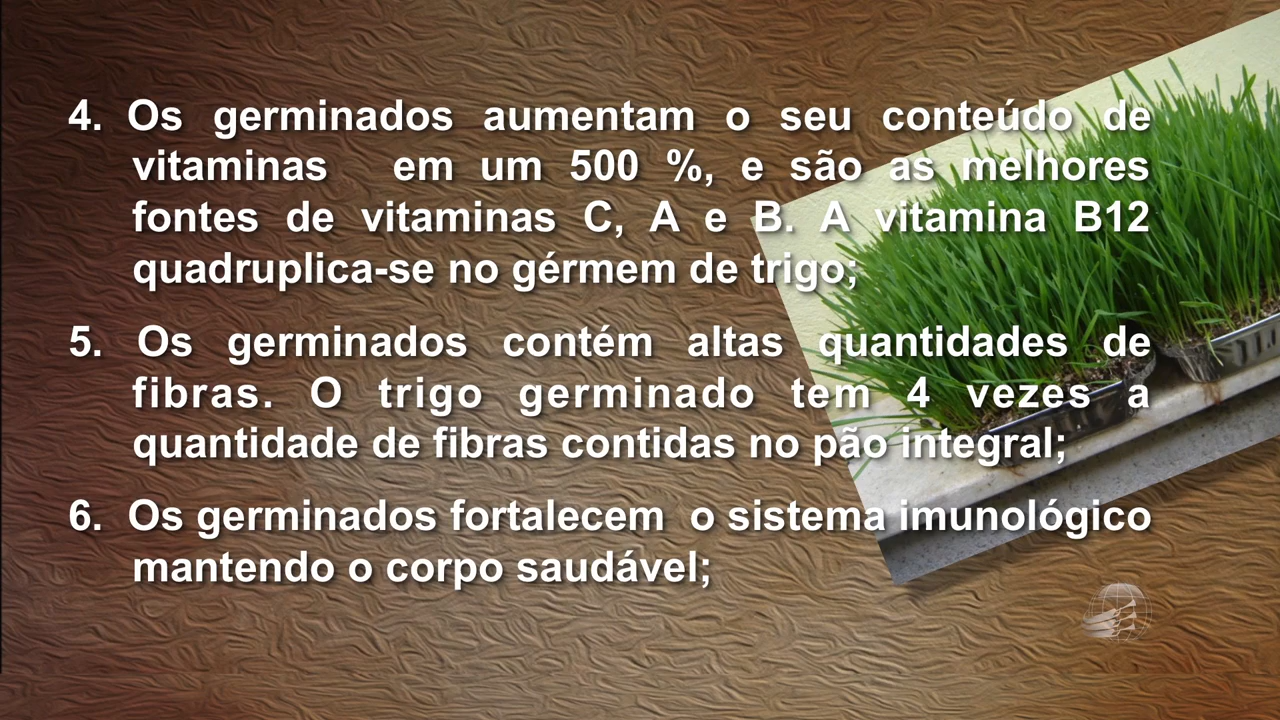 4. Os germinados aumentam o seu conteúdo de
vitaminas em um 500 %, e são as melhores
fontes de vitaminas C, A e B. A vitamina B12
quadruplica-se no gérmem de trigo;
5. Os germinados contém altas quantidades de
fibras. O trigo germinado tem 4 vezes a
quantidade de fibras contidas no pão integral;
6. Os germinados fortalecem o sistema imunológico
mantendo o corpo saudável;